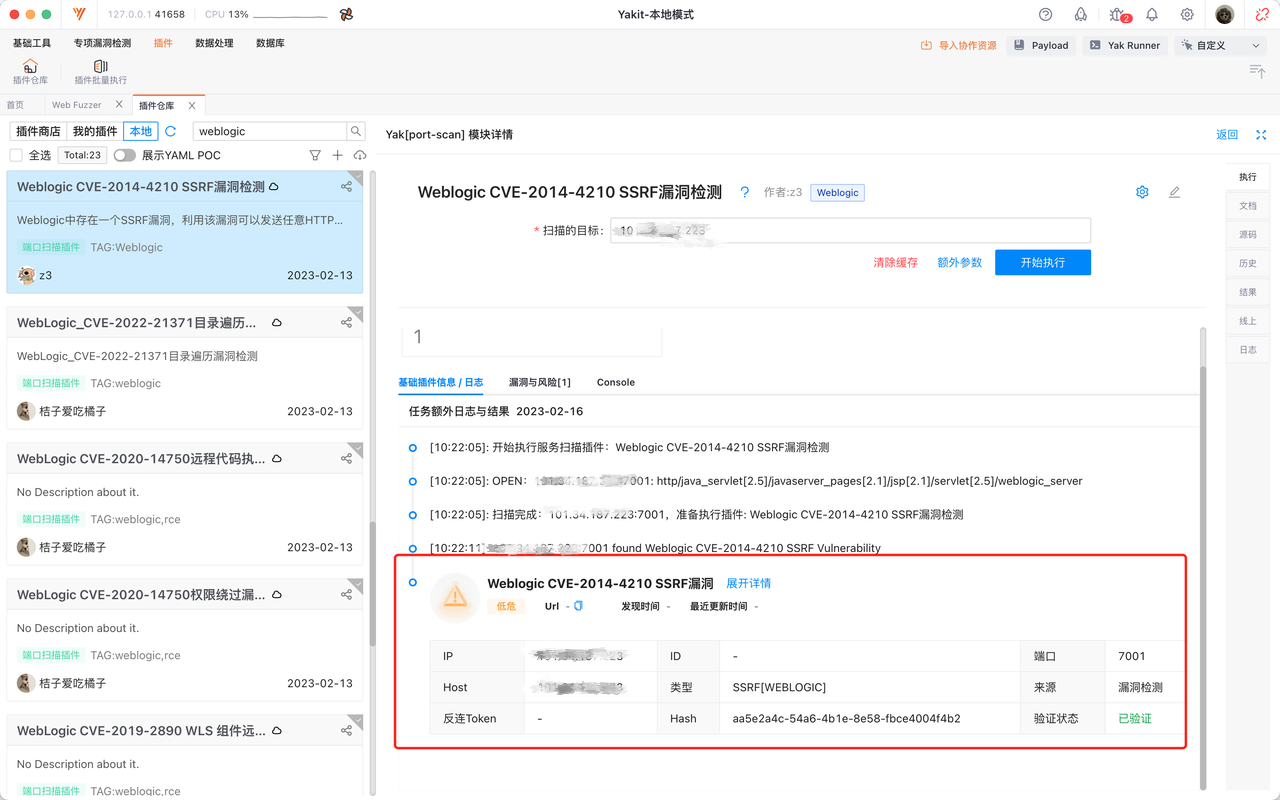 127.0.0.1 41658 CPU 13% Yakit-本地模式 2
基础工具 专项漏洞检测 插件 数据处理 数据库 导入协作资源 Payload Yak Runner 自定义
插件仓库 插件批量执行
首页 Web Fuzzer 插件仓库
插件商店 我的插件 本地 weblogic
Yak[port-scan] 模块详情 返回
全选 Total:23 展示YAML POC
Weblogic CVE-2014-4210 SSRF漏洞检测
Weblogic中存在一个SSRF漏洞，利用该漏洞可以发送任意HTTP...
端口扫描插件 TAG:Weblogic
z3 2023-02-13
WebLogic_CVE-2022-21371目录遍历...
WebLogic_CVE-2022-21371目录遍历漏洞检测
端口扫描插件 TAG:weblogic
桔子爱吃橘子 2023-02-13
WebLogic CVE-2020-14750远程代码执...
No Description about it.
端口扫描插件 TAG:weblogic,rce
桔子爱吃橘子 2023-02-13
WebLogic CVE-2020-14750权限绕过漏...
No Description about it.
端口扫描插件 TAG:weblogic,rce
桔子爱吃橘子 2023-02-13
WebLogic CVE-2019-2890 WLS 组件远...
No Description about it.
端口扫描插件 TAG:weblogic,rce
Weblogic CVE-2014-4210 SSRF漏洞检测 ? 作者:z3 Weblogic
* 扫描的目标:
清除缓存 额外参数 开始执行
1
基础插件信息 / 日志 漏洞与风险[1] Console
任务额外日志与结果 2023-02-16
[10:22:05]: 开始执行服务扫描插件：Weblogic CVE-2014-4210 SSRF漏洞检测
[10:22:05]: OPEN: 7001: http/java_servlet[2.5]/javaserver_pages[2.1]/jsp[2.1]/servlet[2.5]/weblogic_server
[10:22:05]: 扫描完成: :7001，准备执行插件: Weblogic CVE-2014-4210 SSRF漏洞检测
[10:22:11] :7001 found Weblogic CVE-2014-4210 SSRF Vulnerability
Weblogic CVE-2014-4210 SSRF漏洞 展开详情
低危 Url - 发现时间 - 最近更新时间 -
IP ID - 端口 7001
Host 类型 SSRF[WEBLOGIC] 来源 漏洞检测
反连Token - Hash aa5e2a4c-54a6-4b1e-8e58-fbce4004f4b2 验证状态 已验证
执行
文档
源码
历史
结果
线上
日志